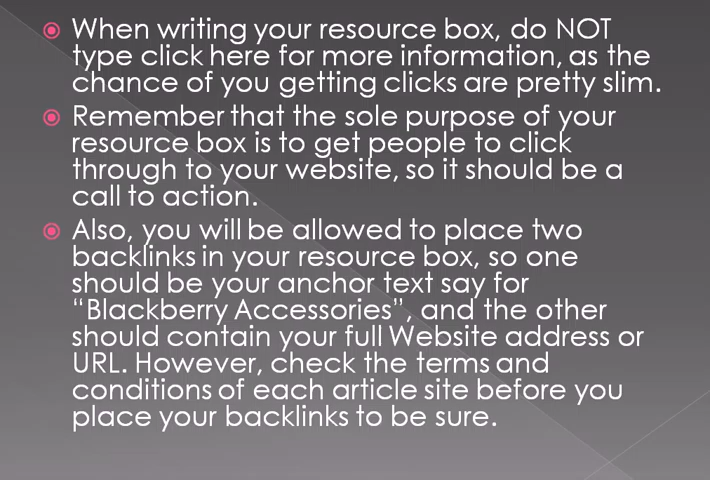 When writing your resource box, do NOT
type click here for more information, as the
chance of you getting clicks are pretty slim.
Remember that the sole purpose of your
resource box is to get people to click
through to your website, so it should be a
call to action.
Also, you will be allowed to place two
backlinks in your resource box, so one
should be your anchor text say for
“Blackberry Accessories”, and the other
should contain your full Website address or
URL. However, check the terms and
conditions of each article site before you
place your backlinks to be sure.